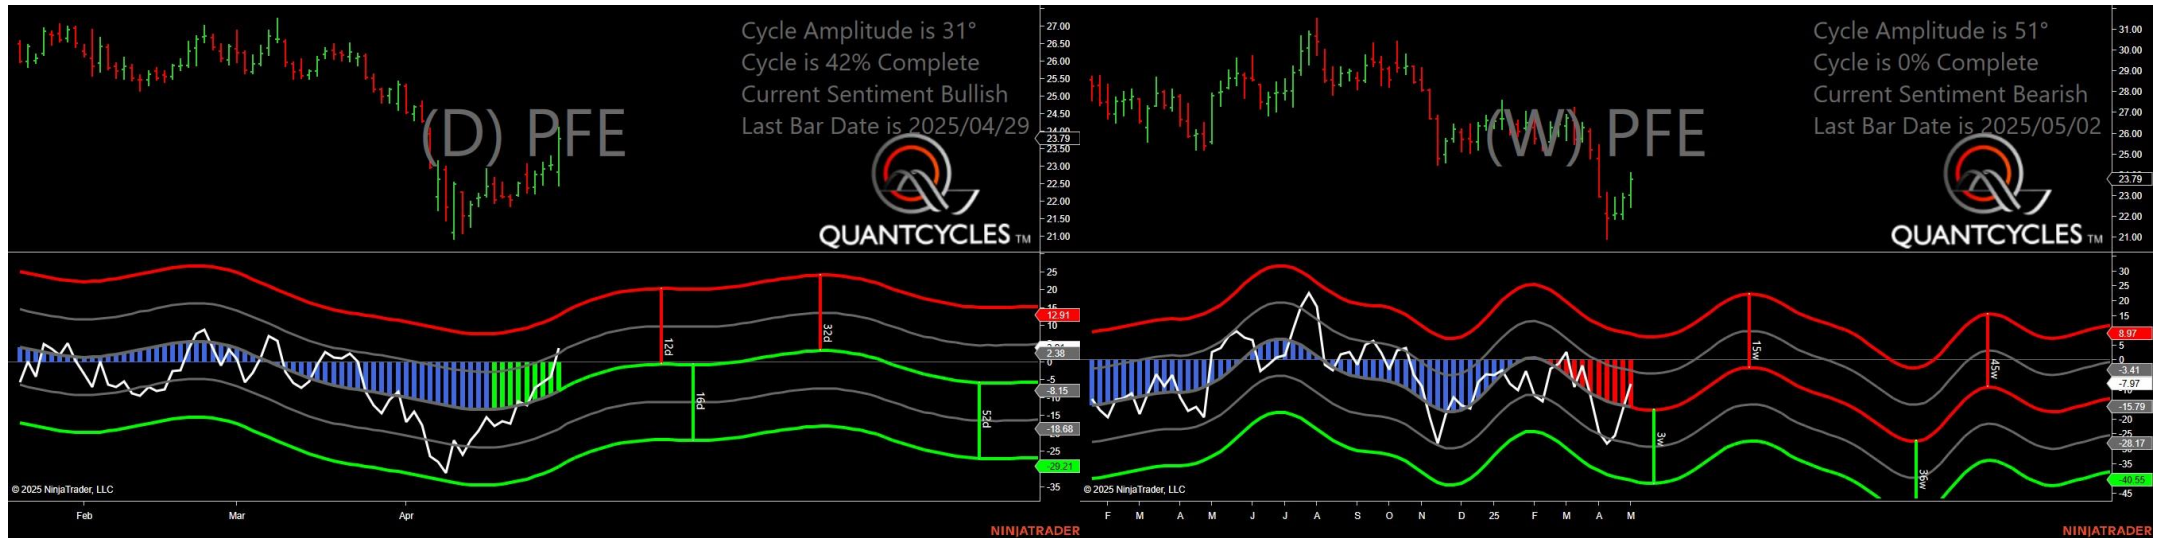 Cycle Amplitude is 31°
Cycle is 42% Complete
Current Sentiment Bullish
Last Bar Date is 2025/04/29
(D) PFE
QUANTCYCLES TM
27.00
26.50
26.00
25.50
25.00
24.50
24.00
23.79
23.50
23.00
22.50
22.00
21.50
21.00
25
20
15
12.91
10
2.38
0
-5
-8.15
-10
-15
-18.68
-25
-29.21
-35
12d
16d
32d
52d
© 2025 NinjaTrader, LLC
Feb Mar Apr
NINJATRADER
Cycle Amplitude is 51°
Cycle is 0% Complete
Current Sentiment Bearish
Last Bar Date is 2025/05/02
(W) PFE
QUANTCYCLES TM
31.00
30.00
29.00
28.00
27.00
26.00
25.00
23.79
23.00
22.00
21.00
30
25
20
15
8.97
5
0
-3.41
-7.97
-15.79
-20
-28.17
-35
-40.55
-45
3w
15w
36w
45w
© 2025 NinjaTrader, LLC
F M A M J J A S O N D 25 F M A M
NINJATRADER